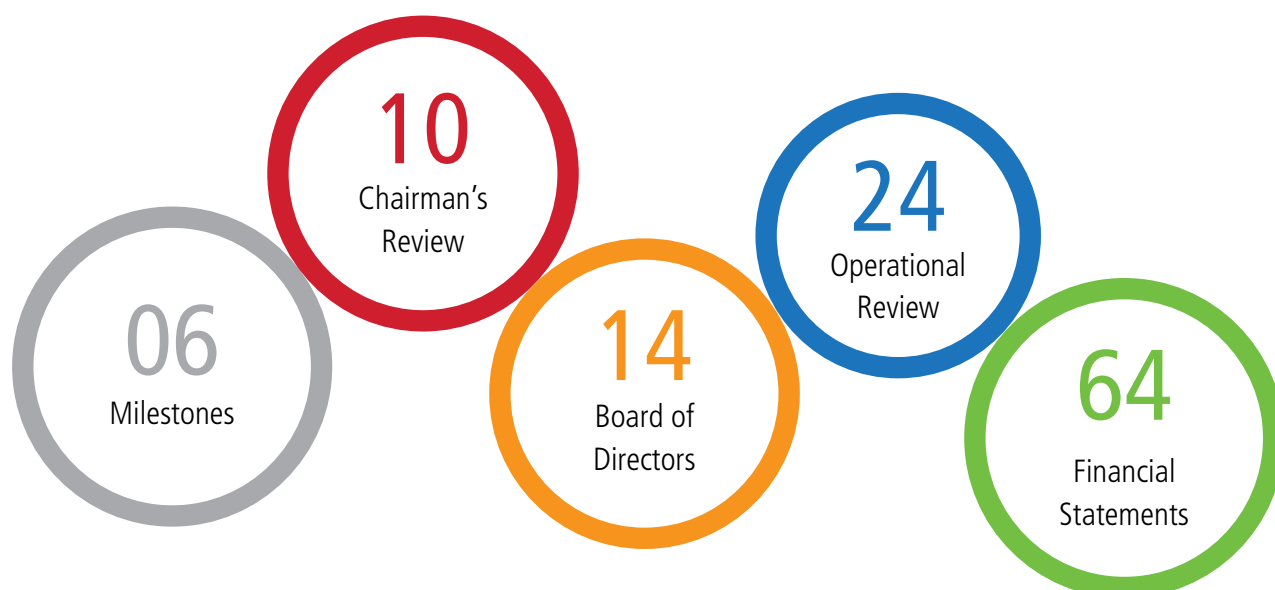 06
Milestones
10
Chairman’s
Review
14
Board of
Directors
24
Operational
Review
64
Financial
Statements